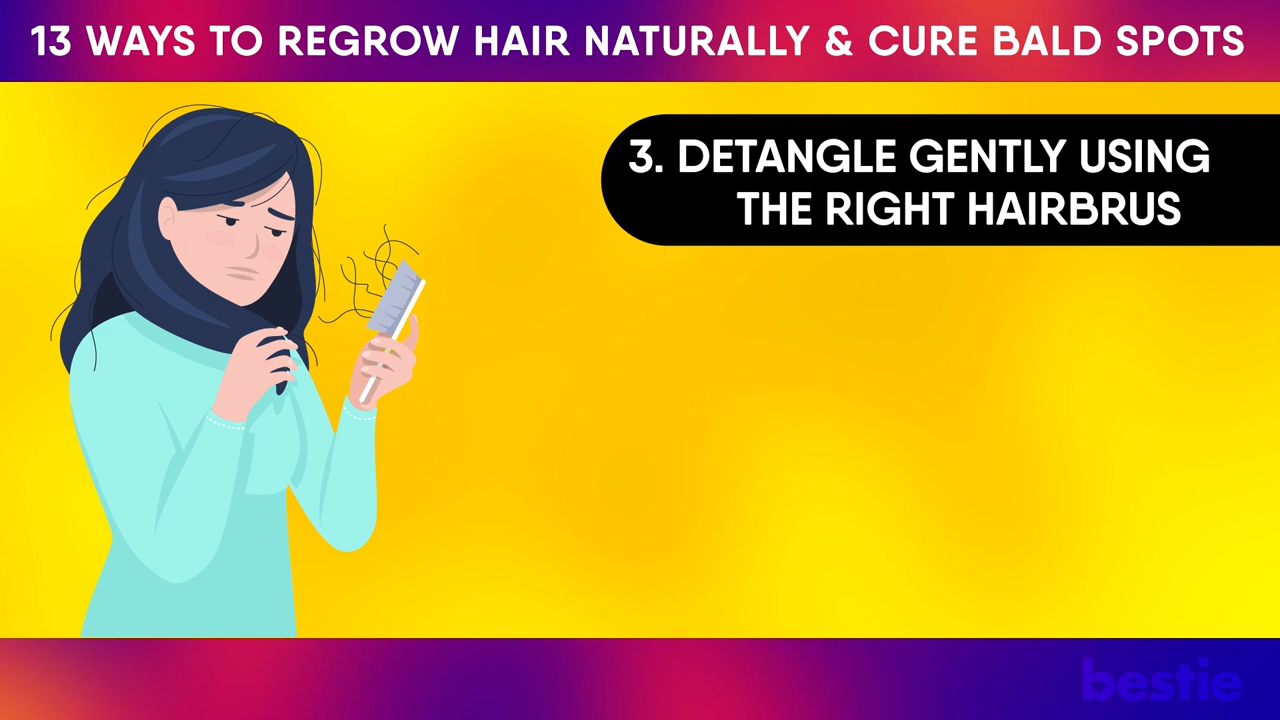 13 WAYS TO REGROW HAIR NATURALLY & CURE BALD SPOTS
3. DETANGLE GENTLY USING
THE RIGHT HAIRBRUS
bestie